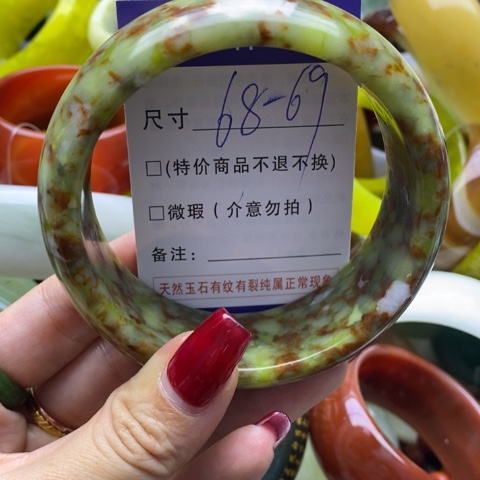 尺寸 68-69
□(特价商品不退不换)
□微瑕(介意勿拍)
备注:
天然玉石有纹有裂纯属正常现象